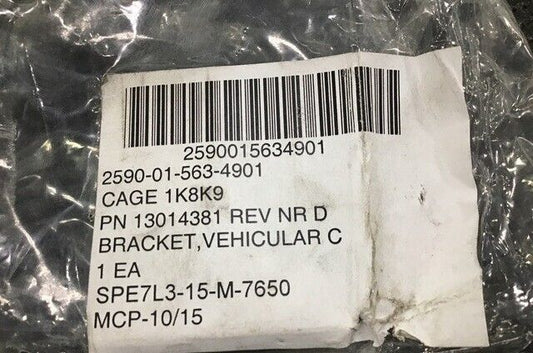 2590015634901
2590-01-563-4901
CAGE 1K8K9
PN 13014381 REV NR D
BRACKET,VEHICULAR C
1 EA
SPE7L3-15-M-7650
MCP-10/15